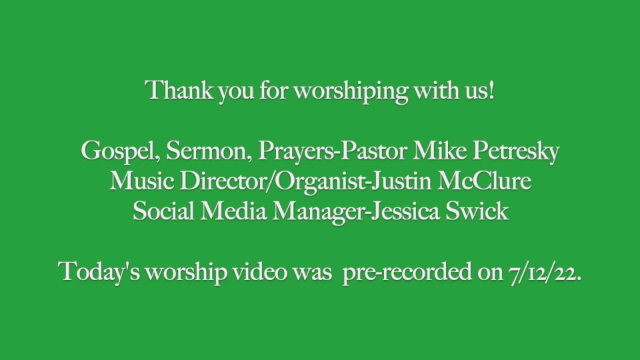 Thank you for worshiping with us!
Gospel, Sermon, Prayers-Pastor Mike Petresky
Music Director/Organist-Justin McClure
Social Media Manager-Jessica Swick
Today's worship video was  pre-recorded on 7/12/22.